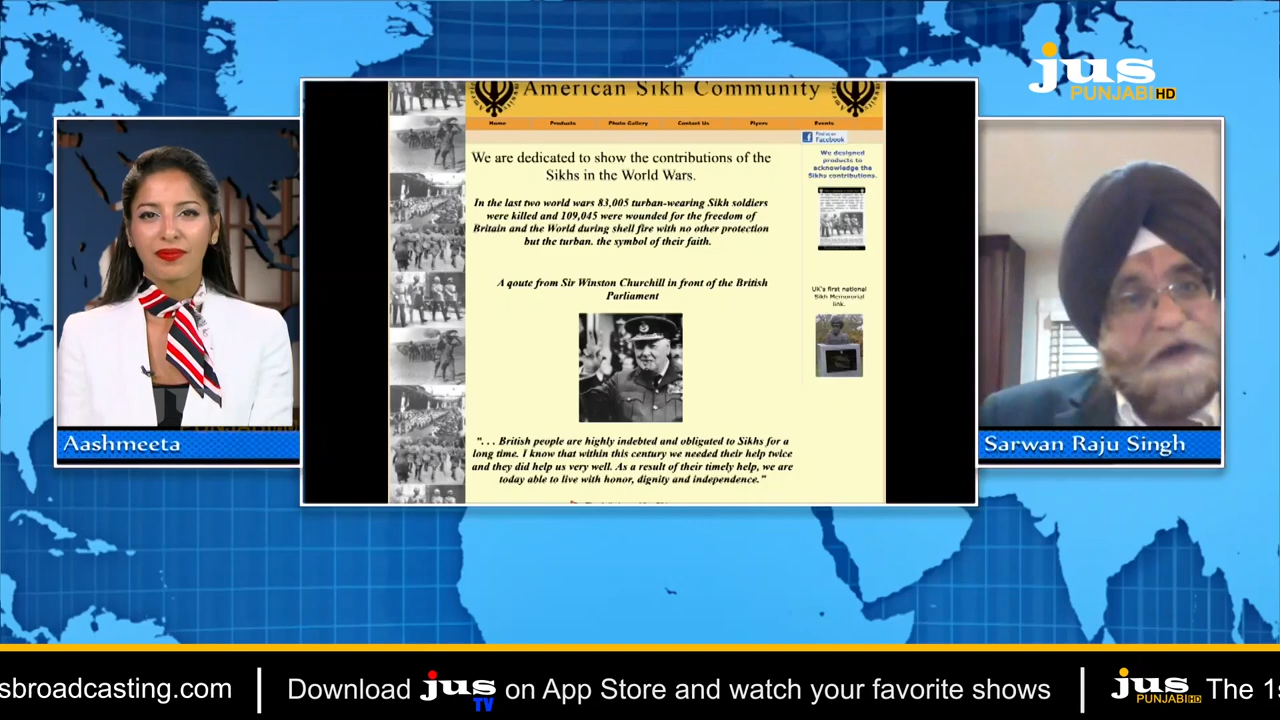 jus
PUNJABI HD
American Sikh Community
Home Products Photo Gallery Contact Us Flyers Events
Find us on
Facebook
We are dedicated to show the contributions of the
Sikhs in the World Wars.
In the last two world wars 83,005 turban-wearing Sikh soldiers
were killed and 109,045 were wounded for the freedom of
Britain and the World during shell fire with no other protection
but the turban. the symbol of their faith.
A qoute from Sir Winston Churchill in front of the British
Parliament
". . . British people are highly indebted and obligated to Sikhs for a
long time. I know that within this century we needed their help twice
and they did help us very well. As a result of their timely help, we are
today able to live with honor, dignity and independence."
We designed
products to
acknowledge the
Sikhs contributions.
UK's first national
Sikh Memororial
link.
Aashmeeta
Sarwan Raju Singh
sbroadcasting.com | Download jus TV on App Store and watch your favorite shows | jus PUNJABI HD The 1s